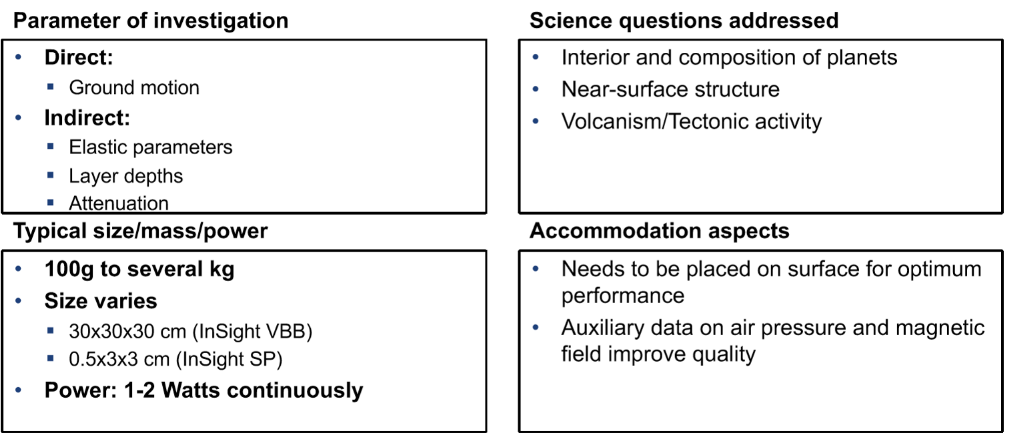 Parameter of investigation
• Direct:
▪ Ground motion
• Indirect:
▪ Elastic parameters
▪ Layer depths
▪ Attenuation
Science questions addressed
• Interior and composition of planets
• Near-surface structure
• Volcanism/Tectonic activity
Typical size/mass/power
• 100g to several kg
• Size varies
▪ 30x30x30 cm (InSight VBB)
▪ 0.5x3x3 cm (InSight SP)
• Power: 1-2 Watts continuously
Accommodation aspects
• Needs to be placed on surface for optimum
performance
• Auxiliary data on air pressure and magnetic
field improve quality